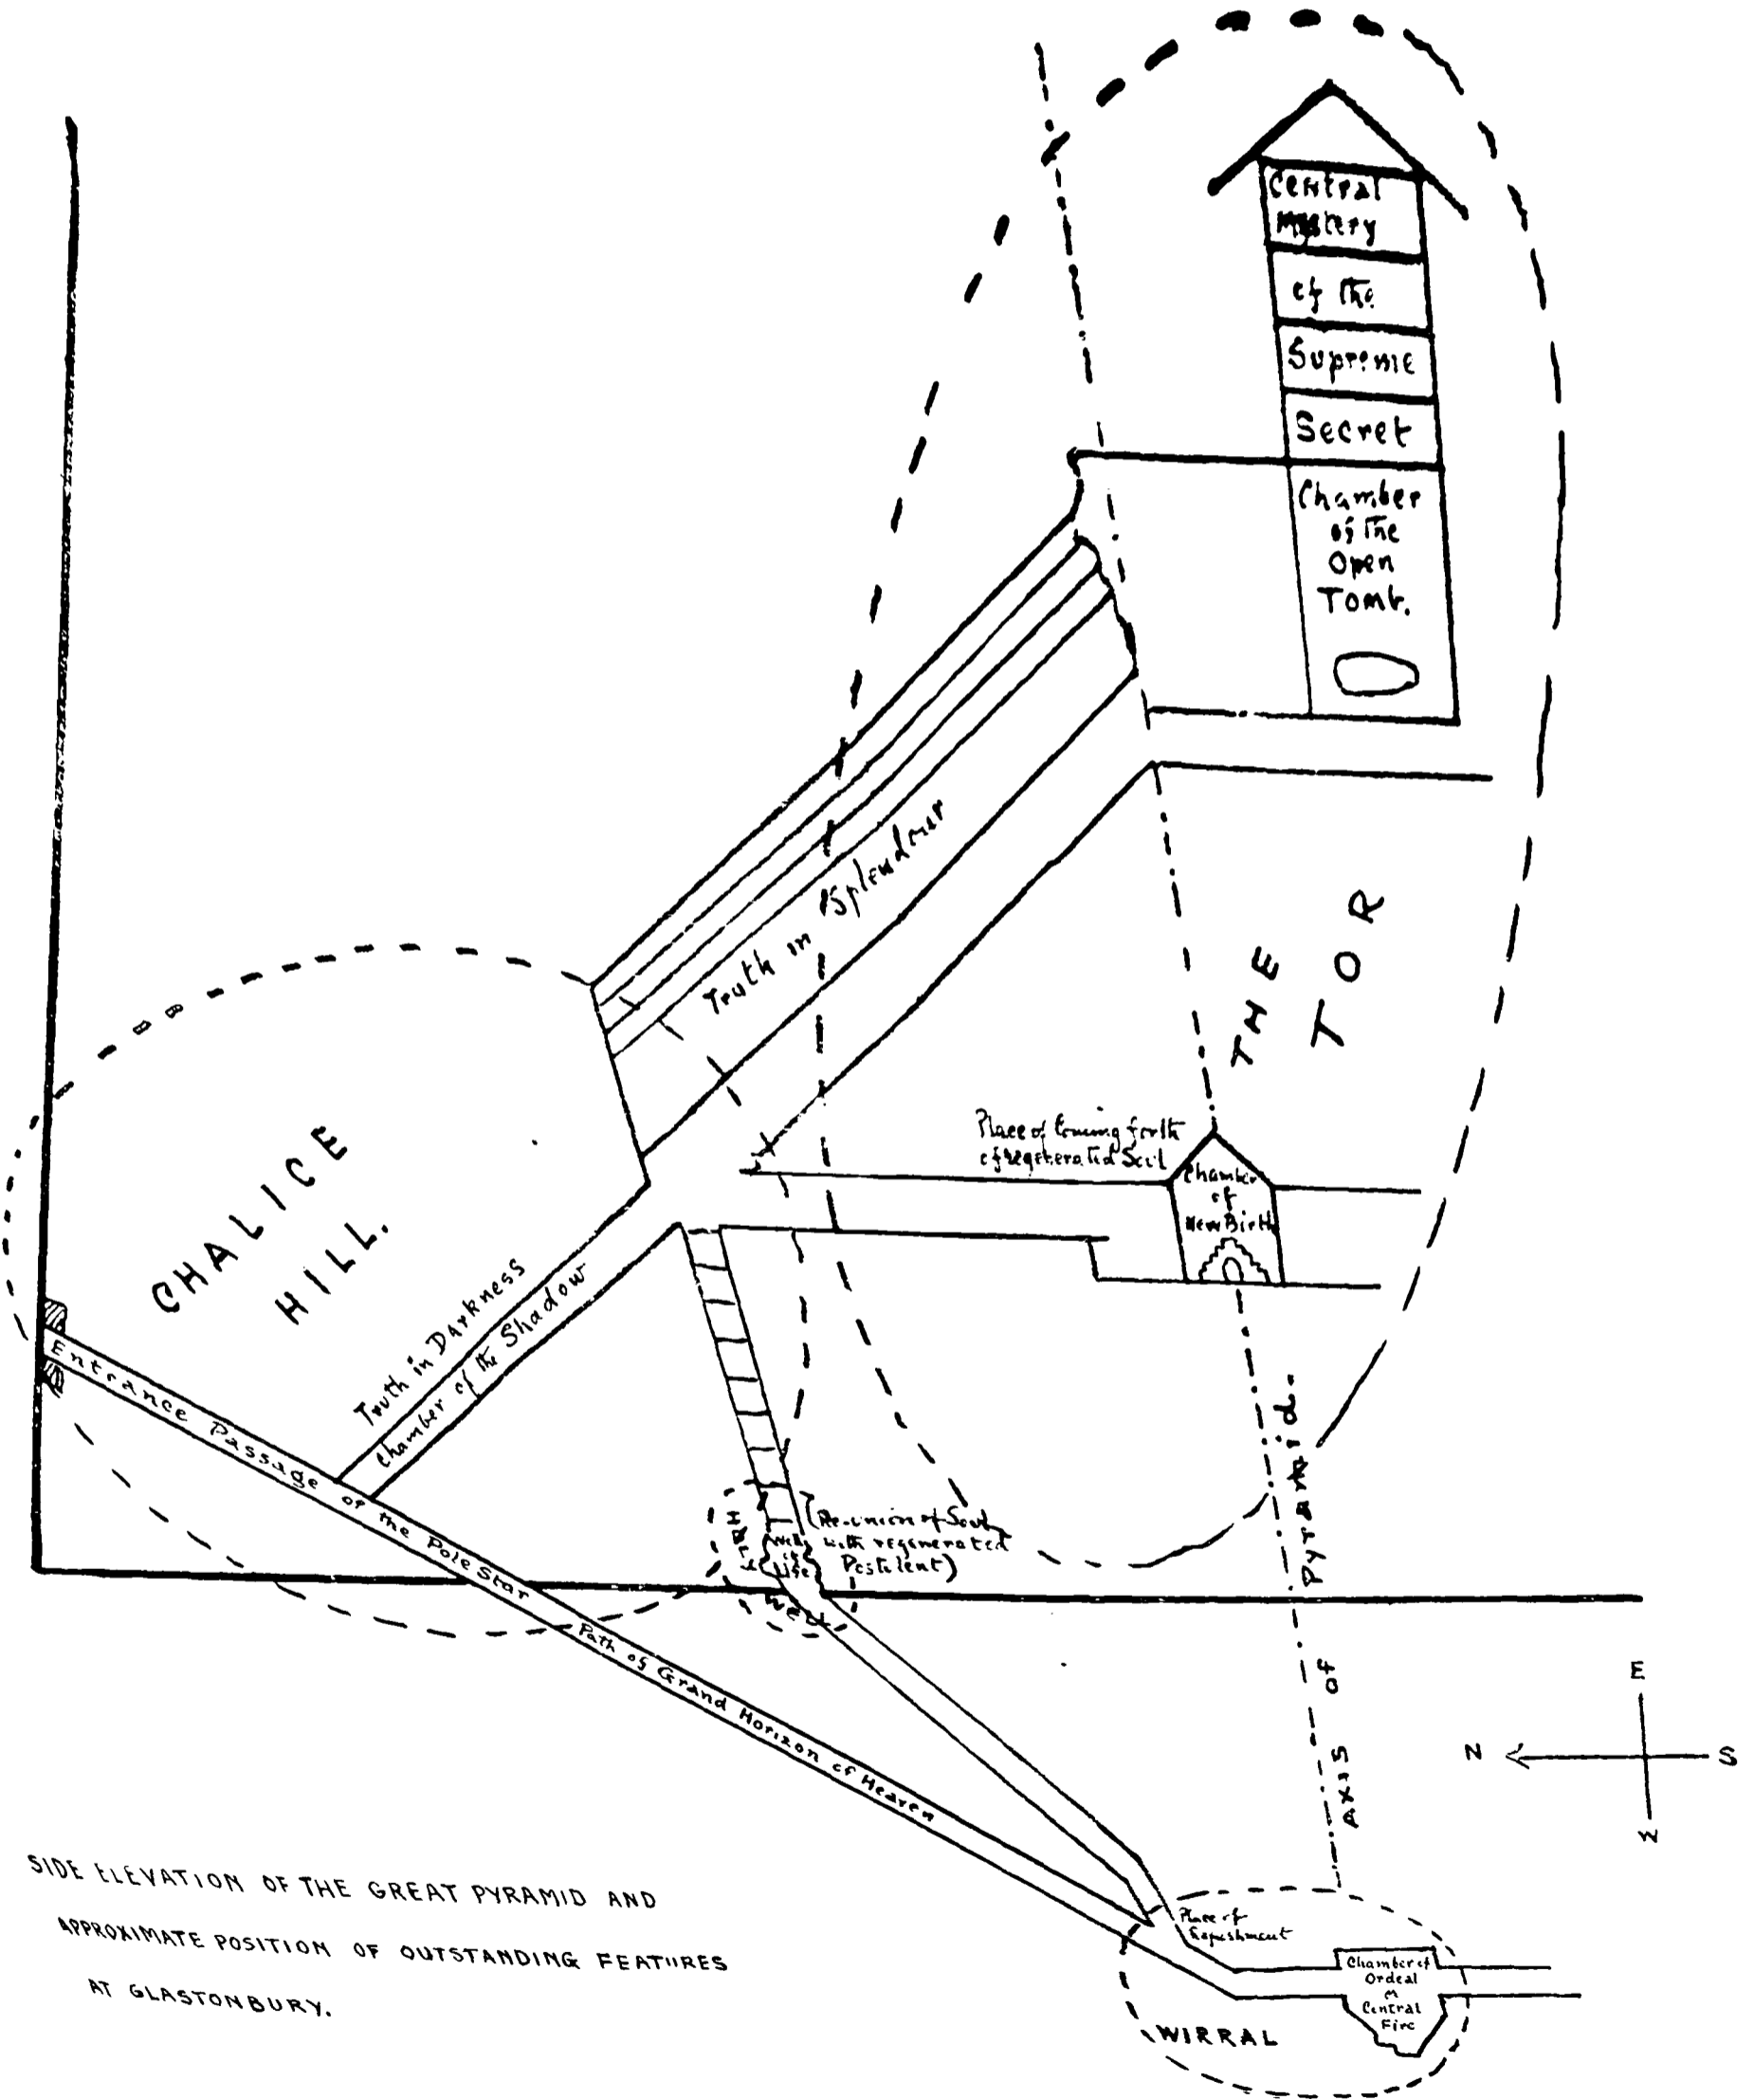 Central
Mystery
of the
Supreme
Secret
Chamber
of the
Open
Tomb.
Truth in Splendour
THE
TOR
Place of Coming forth
of regenerated Soul
Chamber
of
New Birth
CHALICE
HILL.
Truth in Darkness
Chamber of the Shadow
Entrance Passage of the Pole Star
Path of Grand Horizon of Heaven
Well
of
Life
(Re-union of Soul
with regenerated
Postulent)
WELL
AXIS OF Pyramid.
E
N
S
W
Place of
Chamber of
Ordeal
Central
Fire
WIRRAL
SIDE ELEVATION OF THE GREAT PYRAMID AND
APPROXIMATE POSITION OF OUTSTANDING FEATURES
AT GLASTONBURY.